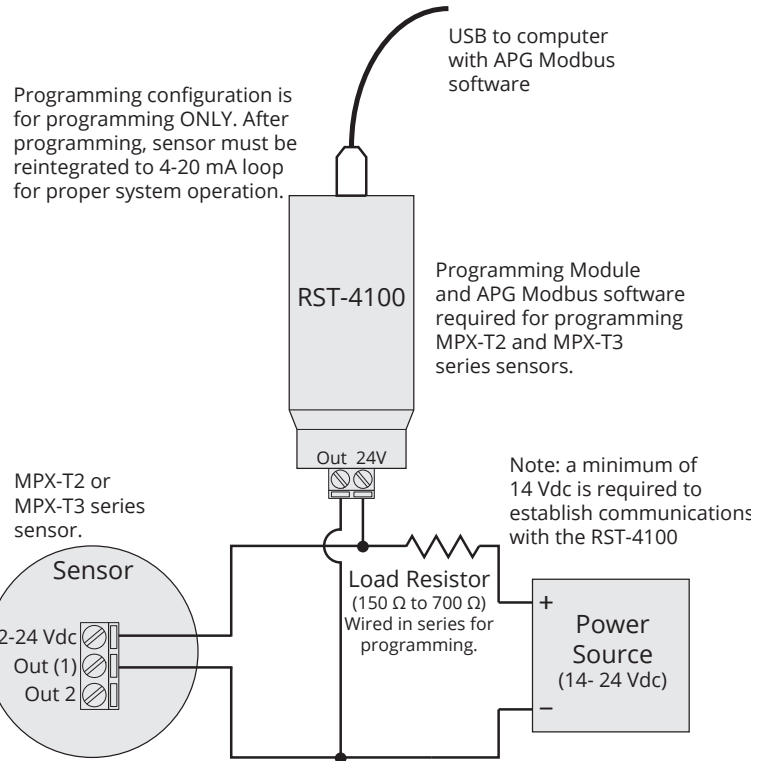 USB to computer
with APG Modbus
software
Programming configuration is
for programming ONLY. After
programming, sensor must be
reintegrated to 4-20 mA loop
for proper system operation.
RST-4100
Programming Module
and APG Modbus software
required for programming
MPX-T2 and MPX-T3
series sensors.
Out 24V
Note: a minimum of
14 Vdc is required to
establish communications
with the RST-4100
MPX-T2 or
MPX-T3 series
sensor.
Sensor
2-24 Vdc
Out (1)
Out 2
Load Resistor
(150 Ω to 700 Ω)
Wired in series for
programming.
+
Power
Source
(14- 24 Vdc)
−